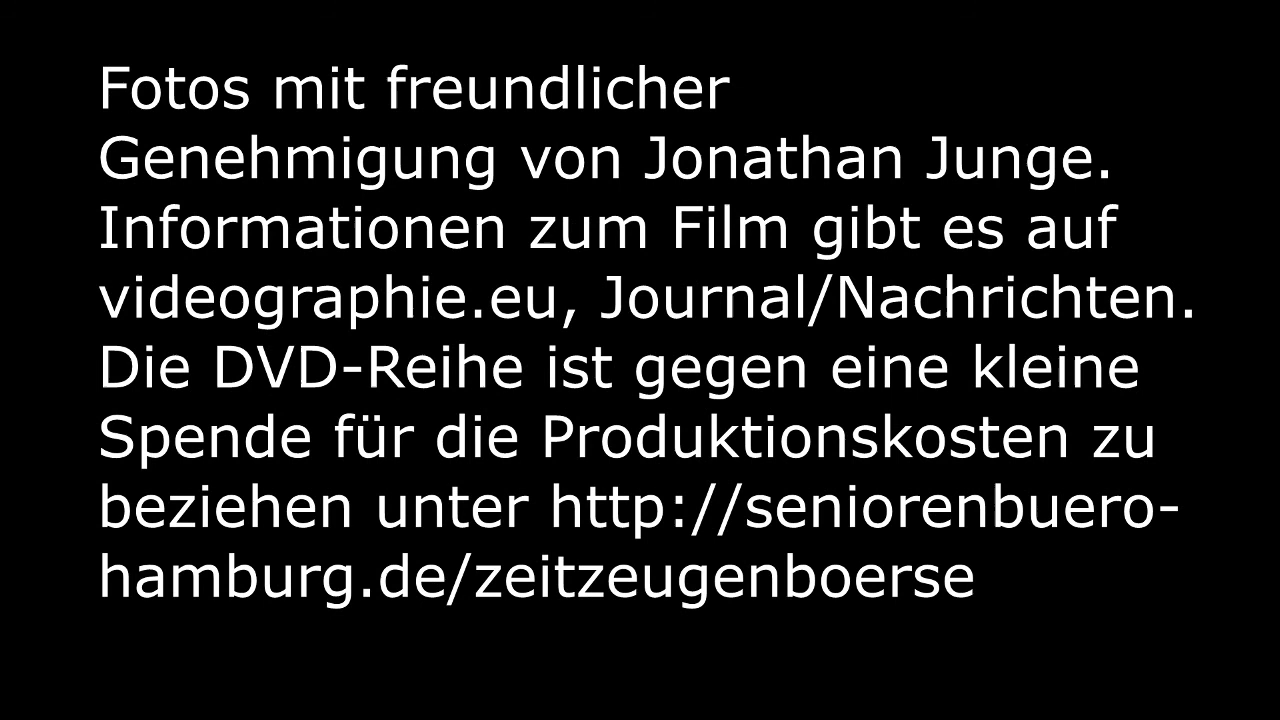 Fotos mit freundlicher
Genehmigung von Jonathan Junge.
Informationen zum Film gibt es auf
videographie.eu, Journal/Nachrichten.
Die DVD-Reihe ist gegen eine kleine
Spende für die Produktionskosten zu
beziehen unter http://seniorenbuero-
hamburg.de/zeitzeugenboerse